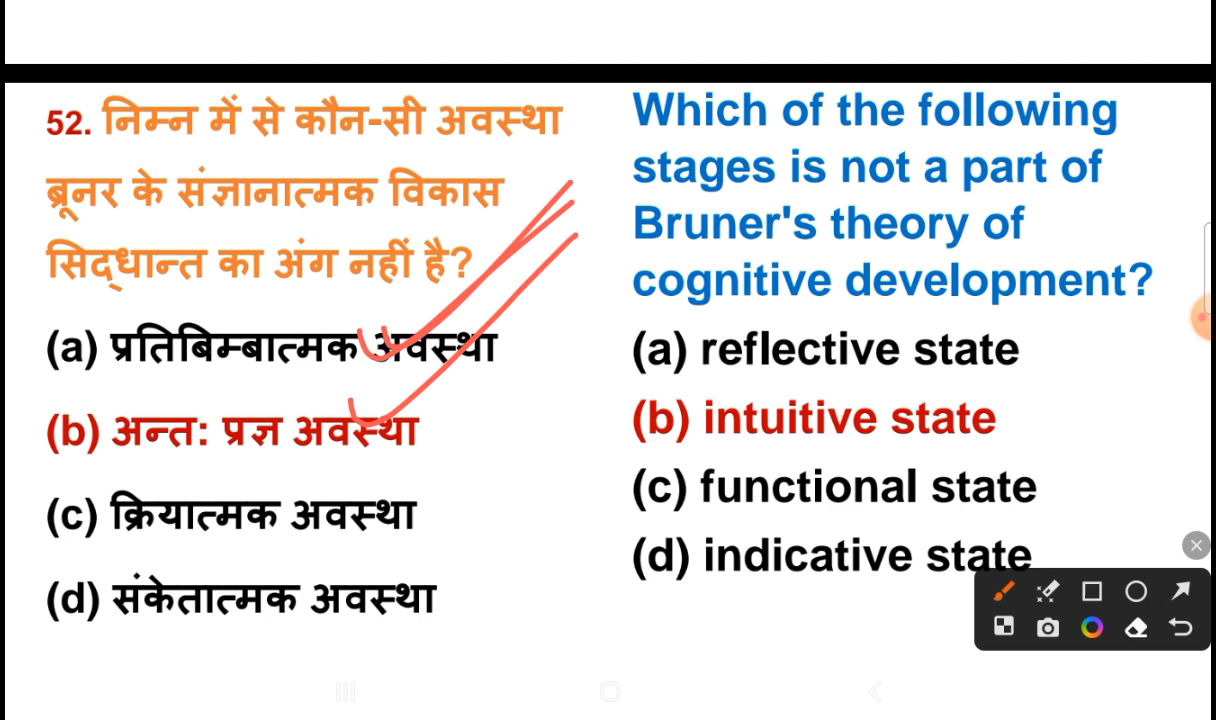 52. निम्न में से कौन-सी अवस्था
ब्रूनर के संज्ञानात्मक विकास
सिद्धान्त का अंग नहीं है?
(a) प्रतिबिम्बात्मक अवस्था
(b) अन्त: प्रज्ञ अवस्था
(c) क्रियात्मक अवस्था
(d) संकेतात्मक अवस्था
Which of the following
stages is not a part of
Bruner's theory of
cognitive development?
(a) reflective state
(b) intuitive state
(c) functional state
(d) indicative state